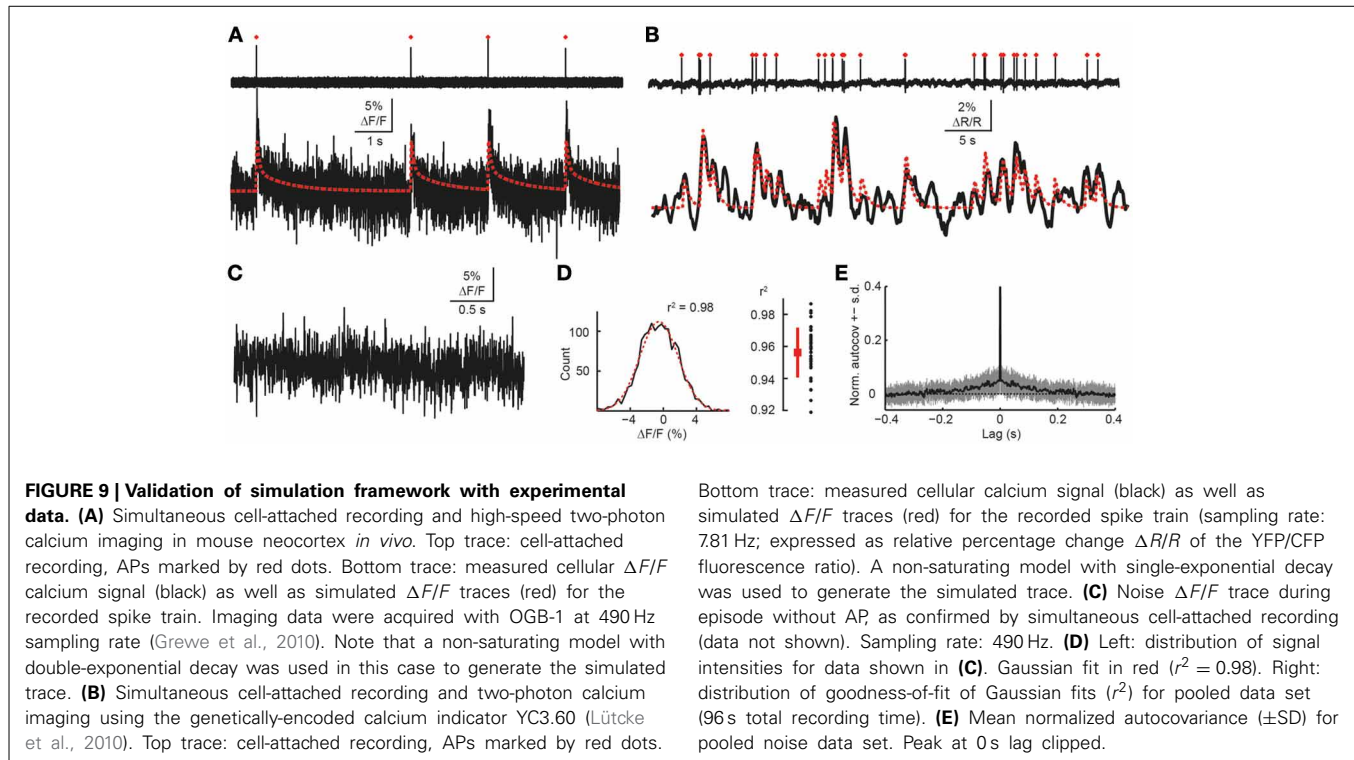 A
B
5%
ΔF/F
1 s
2%
ΔR/R
5 s
C
5%
ΔF/F
0.5 s
D
r² = 0.98
Count
100
50
−4
0
4
ΔF/F (%)
r²
0.98
0.96
0.94
0.92
E
Norm. autocov +− s.d.
0.4
0.2
0
−0.4
−0.2
0
0.2
0.4
Lag (s)
FIGURE 9 | Validation of simulation framework with experimental
data. (A) Simultaneous cell-attached recording and high-speed two-photon
calcium imaging in mouse neocortex in vivo. Top trace: cell-attached
recording, APs marked by red dots. Bottom trace: measured cellular ΔF/F
calcium signal (black) as well as simulated ΔF/F traces (red) for the
recorded spike train. Imaging data were acquired with OGB-1 at 490 Hz
sampling rate (Grewe et al., 2010). Note that a non-saturating model with
double-exponential decay was used in this case to generate the simulated
trace. (B) Simultaneous cell-attached recording and two-photon calcium
imaging using the genetically-encoded calcium indicator YC3.60 (Lütcke
et al., 2010). Top trace: cell-attached recording, APs marked by red dots.
Bottom trace: measured cellular calcium signal (black) as well as
simulated ΔF/F traces (red) for the recorded spike train (sampling rate:
7.81 Hz; expressed as relative percentage change ΔR/R of the YFP/CFP
fluorescence ratio). A non-saturating model with single-exponential decay
was used to generate the simulated trace. (C) Noise ΔF/F trace during
episode without AP, as confirmed by simultaneous cell-attached recording
(data not shown). Sampling rate: 490 Hz. (D) Left: distribution of signal
intensities for data shown in (C). Gaussian fit in red (r² = 0.98). Right:
distribution of goodness-of-fit of Gaussian fits (r²) for pooled data set
(96 s total recording time). (E) Mean normalized autocovariance (±SD) for
pooled noise data set. Peak at 0 s lag clipped.